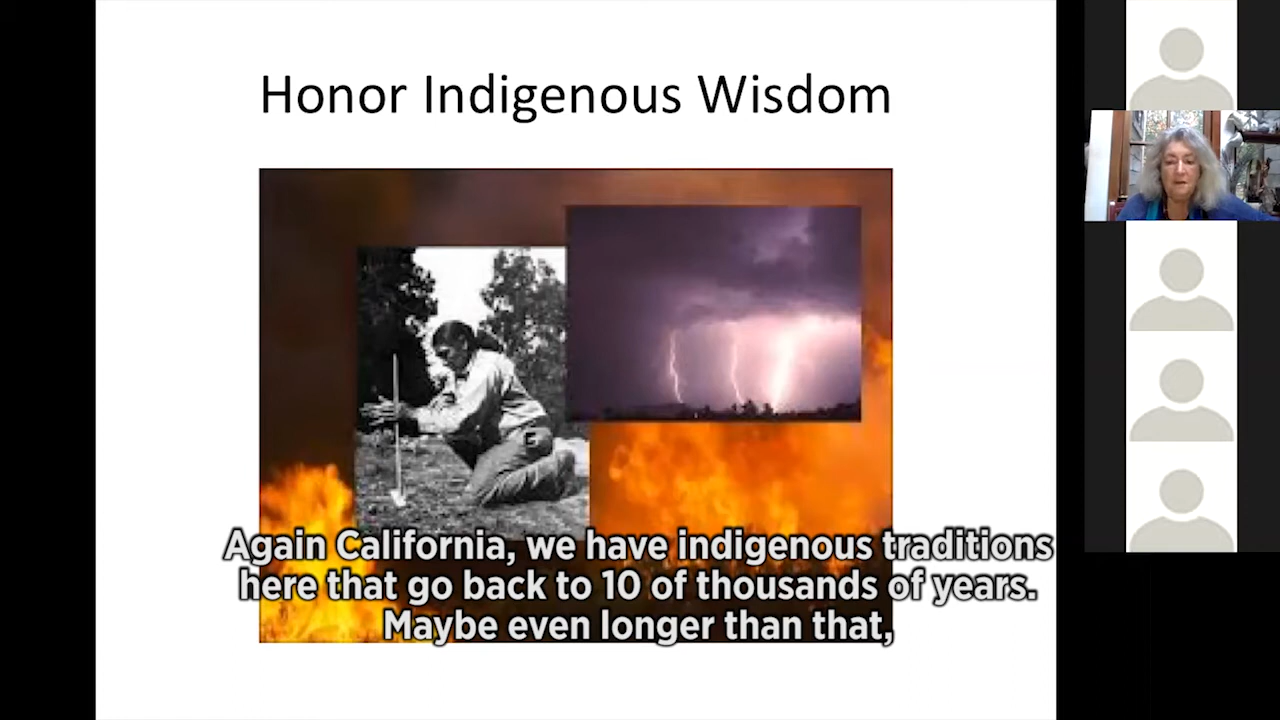 Honor Indigenous Wisdom
Again California, we have indigenous traditions
here that go back to 10 of thousands of years.
Maybe even longer than that,